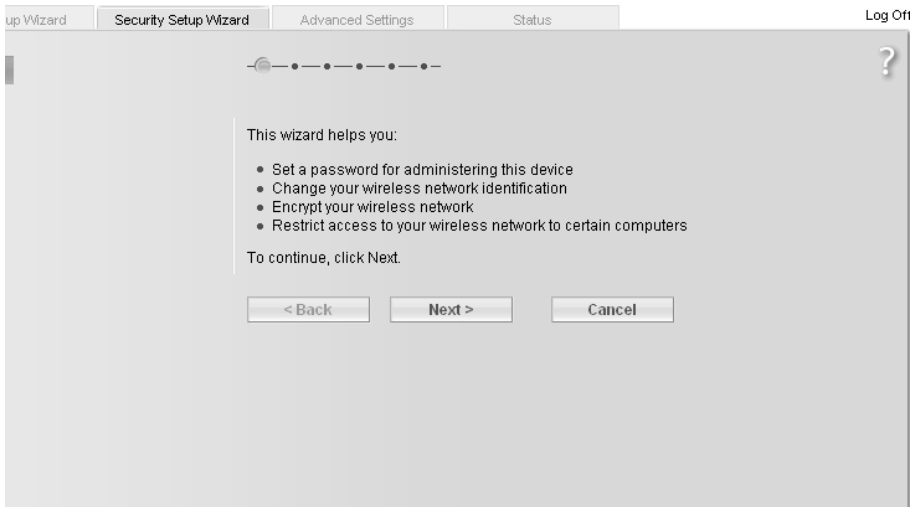 up Wizard
Security Setup Wizard
Advanced Settings
Status
Log Off
?
This wizard helps you:
• Set a password for administering this device
• Change your wireless network identification
• Encrypt your wireless network
• Restrict access to your wireless network to certain computers
To continue, click Next.
< Back
Next >
Cancel